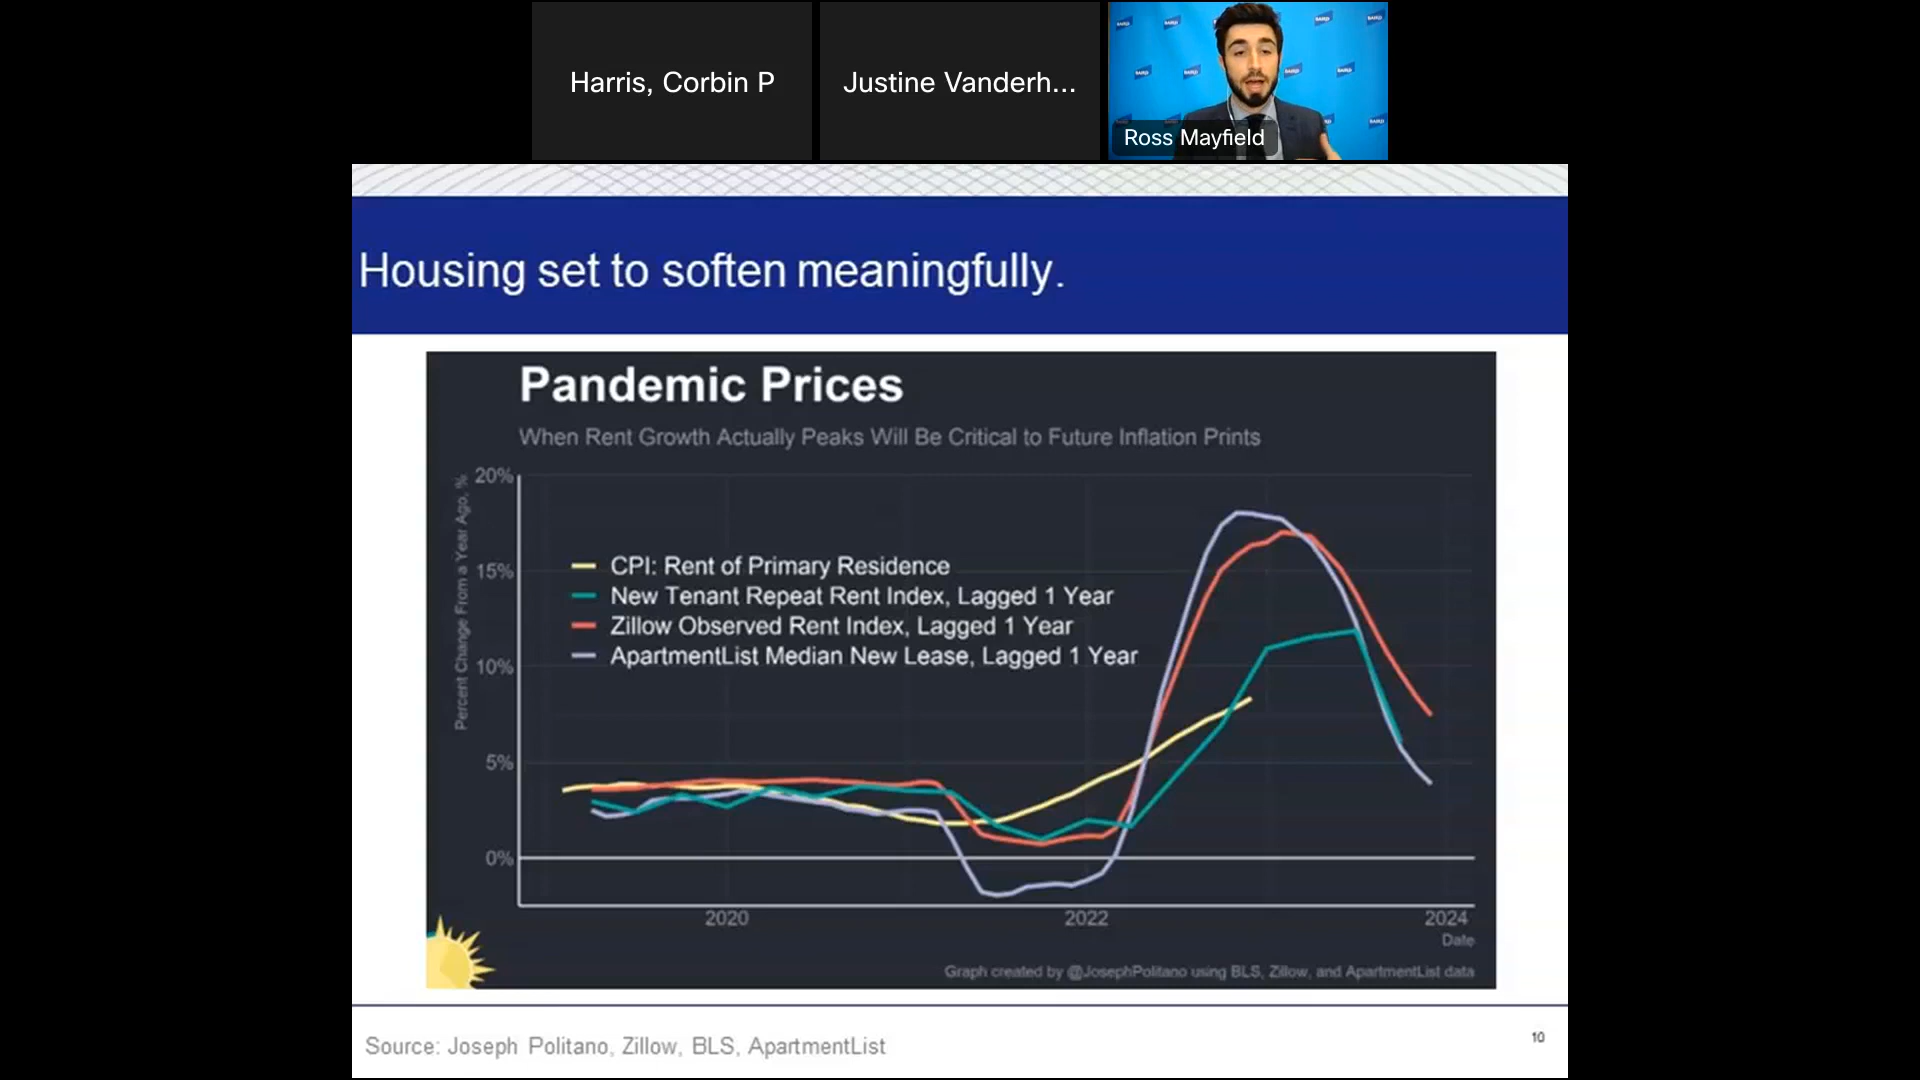 Harris, Corbin P
Justine Vanderh...
Ross Mayfield
Housing set to soften meaningfully.
Pandemic Prices
When Rent Growth Actually Peaks Will Be Critical to Future Inflation Prints
Percent Change From a Year Ago, %
20%
15%
10%
5%
0%
CPI: Rent of Primary Residence
New Tenant Repeat Rent Index, Lagged 1 Year
Zillow Observed Rent Index, Lagged 1 Year
ApartmentList Median New Lease, Lagged 1 Year
2020
2022
2024
Date
Graph created by @JosephPolitano using BLS, Zillow, and ApartmentList data
Source: Joseph Politano, Zillow, BLS, ApartmentList
10